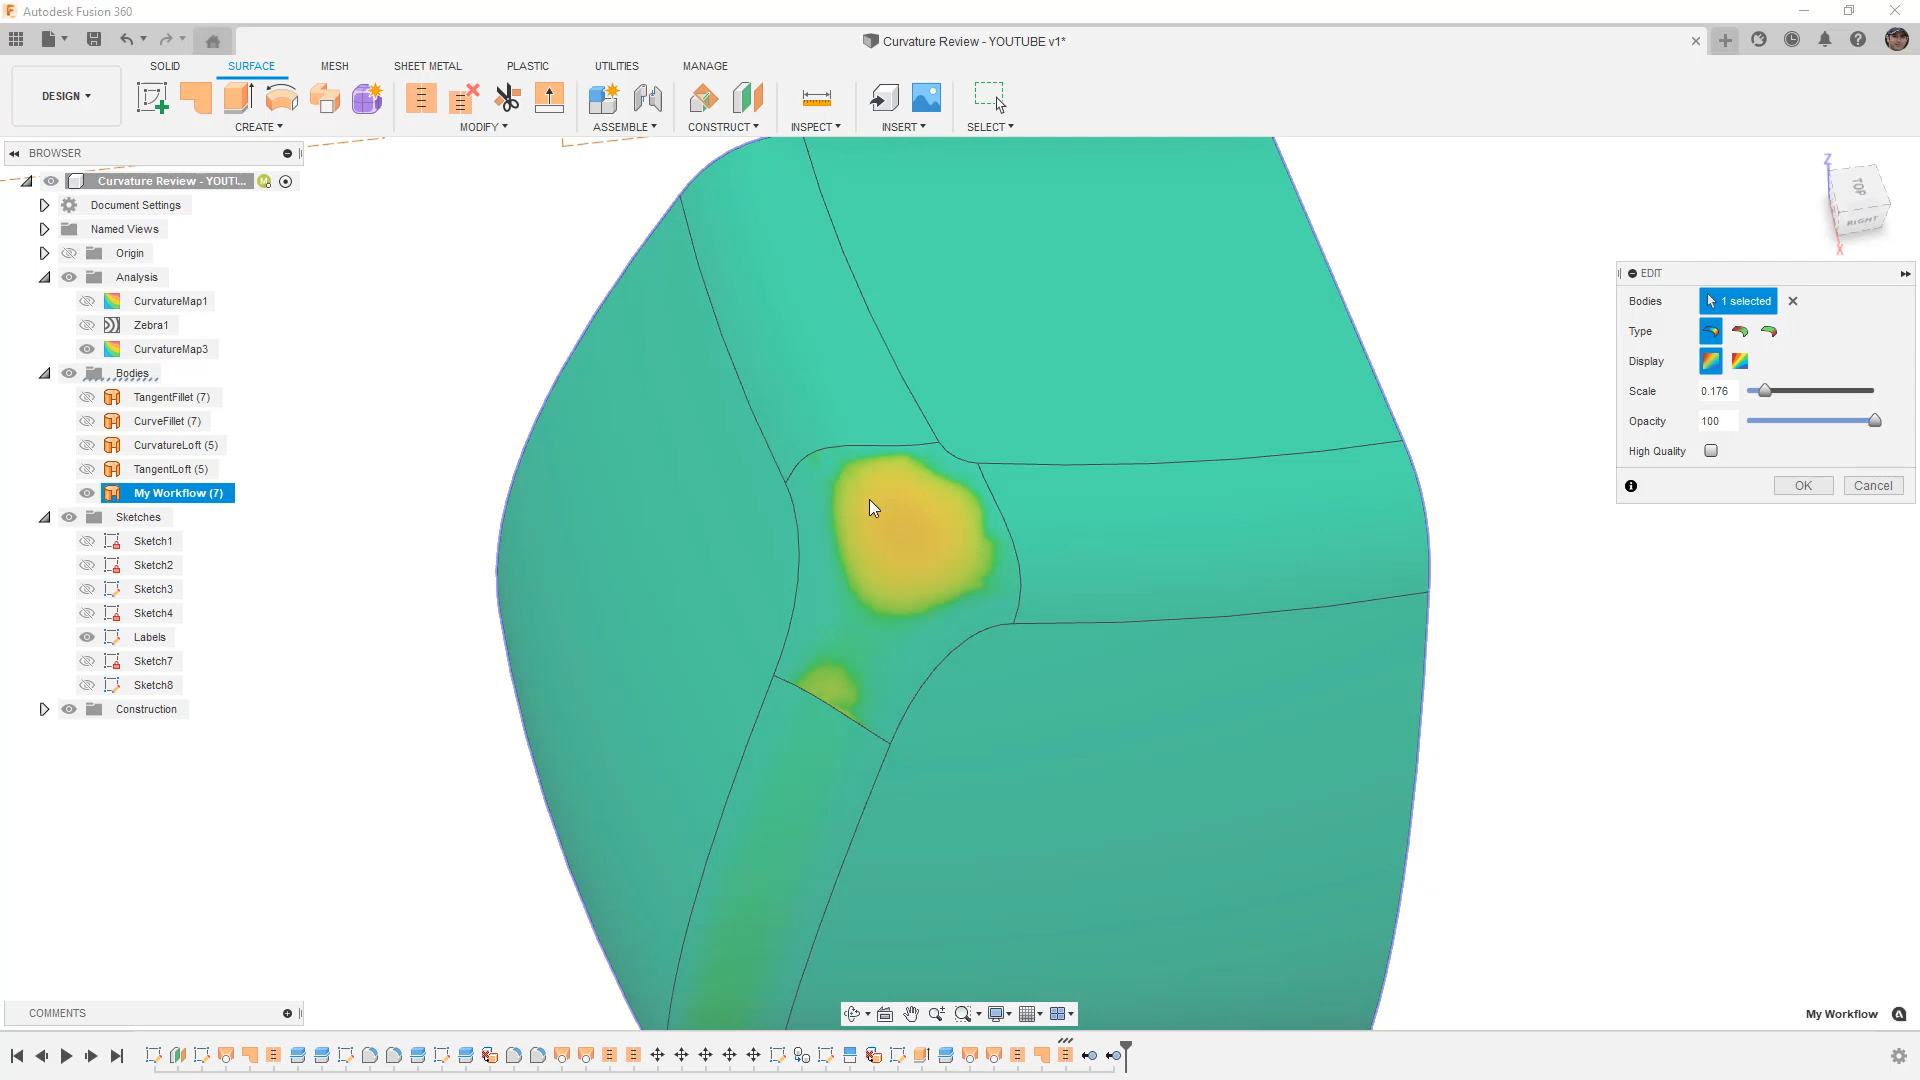 Autodesk Fusion 360
Curvature Review - YOUTUBE v1*
SOLID SURFACE MESH SHEET METAL PLASTIC UTILITIES MANAGE
DESIGN
CREATE MODIFY ASSEMBLE CONSTRUCT INSPECT INSERT SELECT
BROWSER
Curvature Review - YOUTI...
Document Settings
Named Views
Origin
Analysis
CurvatureMap1
Zebra1
CurvatureMap3
Bodies
TangentFillet (7)
CurveFillet (7)
CurvatureLoft (5)
TangentLoft (5)
My Workflow (7)
Sketches
Sketch1
Sketch2
Sketch3
Sketch4
Labels
Sketch7
Sketch8
Construction
Z
TOP
RIGHT
X
EDIT
Bodies 1 selected
Type
Display
Scale 0.176
Opacity 100
High Quality
OK Cancel
COMMENTS
My Workflow